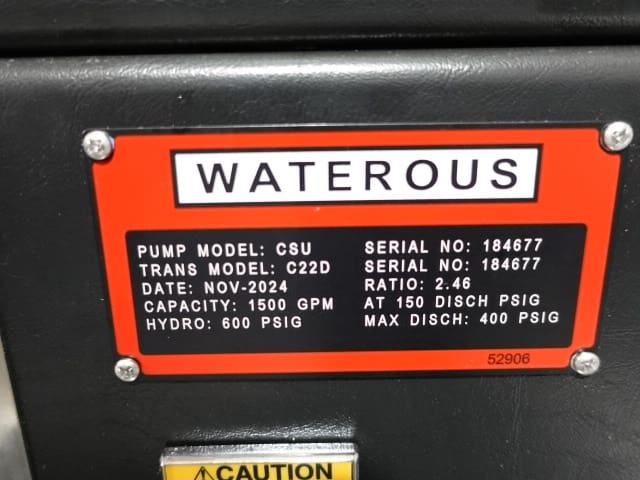 WATEROUS
PUMP MODEL: CSU SERIAL NO: 184677
TRANS MODEL: C22D SERIAL NO: 184677
DATE: NOV-2024 RATIO: 2.46
CAPACITY: 1500 GPM AT 150 DISCH PSIG
HYDRO: 600 PSIG MAX DISCH: 400 PSIG
52906
⚠CAUTION